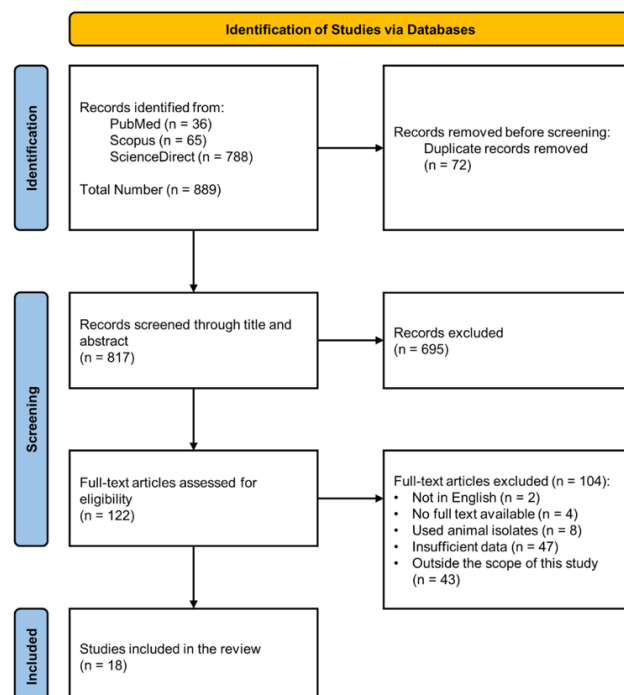 Identification of Studies via Databases
Identification
Records identified from:
PubMed (n = 36)
Scopus (n = 65)
ScienceDirect (n = 788)
Total Number (n = 889)
Records removed before screening:
Duplicate records removed
(n = 72)
Screening
Records screened through title and
abstract
(n = 817)
Records excluded
(n = 695)
Full-text articles assessed for
eligibility
(n = 122)
Full-text articles excluded (n = 104):
• Not in English (n = 2)
• No full text available (n = 4)
• Used animal isolates (n = 8)
• Insufficient data (n = 47)
• Outside the scope of this study
(n = 43)
Included
Studies included in the review
(n = 18)